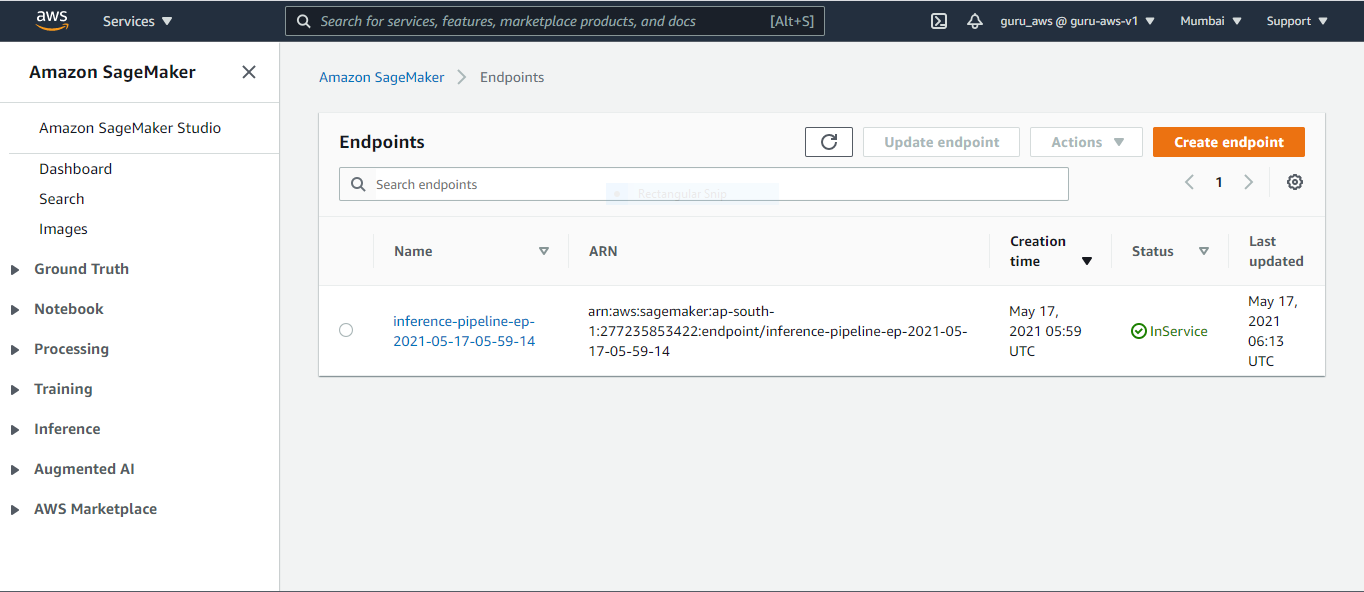 aws
Services
Search for services, features, marketplace products, and docs
[Alt+S]
guru_aws @ guru-aws-v1
Mumbai
Support
Amazon SageMaker
Amazon SageMaker Studio
Dashboard
Search
Images
Ground Truth
Notebook
Processing
Training
Inference
Augmented AI
AWS Marketplace
Amazon SageMaker
Endpoints
Endpoints
Update endpoint
Actions
Create endpoint
Search endpoints
Rectangular Snip
1
Name
ARN
Creation
time
Status
Last
updated
inference-pipeline-ep-
2021-05-17-05-59-14
arn:aws:sagemaker:ap-south-
1:277235853422:endpoint/inference-pipeline-ep-2021-05-
17-05-59-14
May 17,
2021 05:59
UTC
InService
May 17,
2021
06:13
UTC